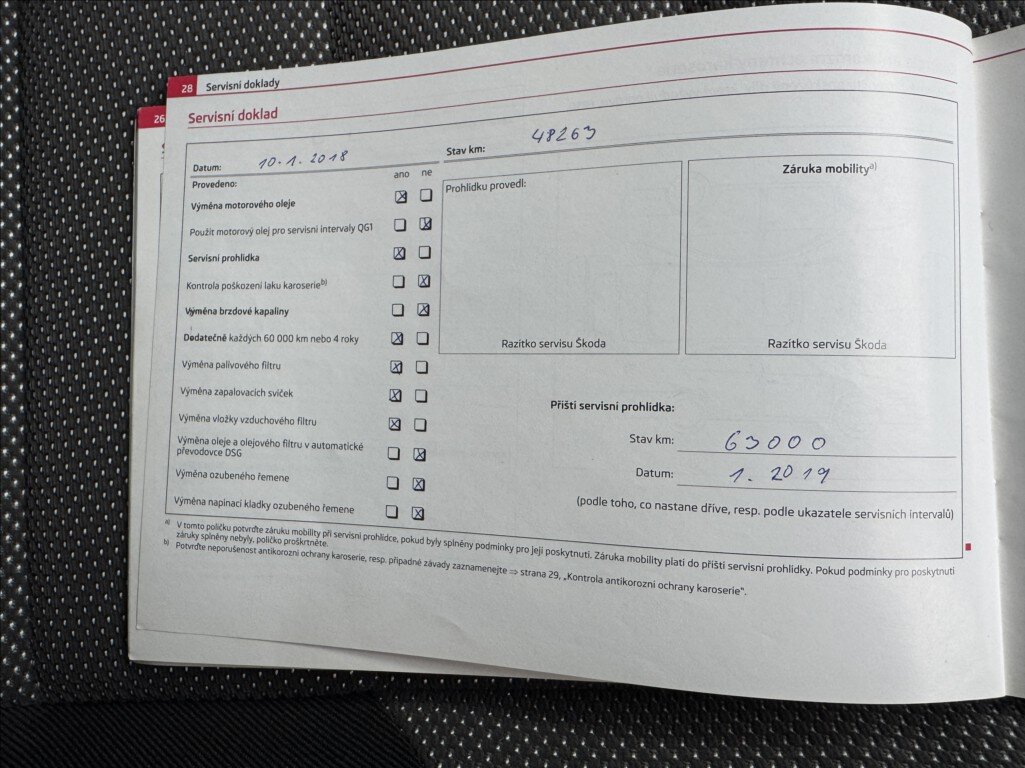 28 Servisní doklady
26
Servisní doklad
Datum: 10.1.2018 Stav km: 48263
Provedeno: ano ne
Výměna motorového oleje
Použit motorový olej pro servisní intervaly QG1
Servisní prohlídka
Kontrola poškození laku karoserie b)
Výměna brzdové kapaliny
Dodatečně každých 60 000 km nebo 4 roky
Výměna palivového filtru
Výměna zapalovacích svíček
Výměna vložky vzduchového filtru
Výměna oleje a olejového filtru v automatické
převodovce DSG
Výměna ozubeného řemene
Výměna napínací kladky ozubeného řemene
Prohlídku provedl:
Razítko servisu Škoda
Záruka mobility a)
Razítko servisu Škoda
Příští servisní prohlídka:
Stav km: 63000
Datum: 1. 2019
(podle toho, co nastane dříve, resp. podle ukazatele servisních intervalů)
a) V tomto políčku potvrďte záruku mobility při servisní prohlídce, pokud byly splněny podmínky pro její poskytnutí. Záruka mobility platí do příští servisní prohlídky. Pokud podmínky pro poskytnutí
záruky splněny nebyly, políčko proškrtněte.
b) Potvrďte neporušenost antikorozní ochrany karoserie, resp. případné závady zaznamenejte ⇒ strana 29, „Kontrola antikorozní ochrany karoserie“.